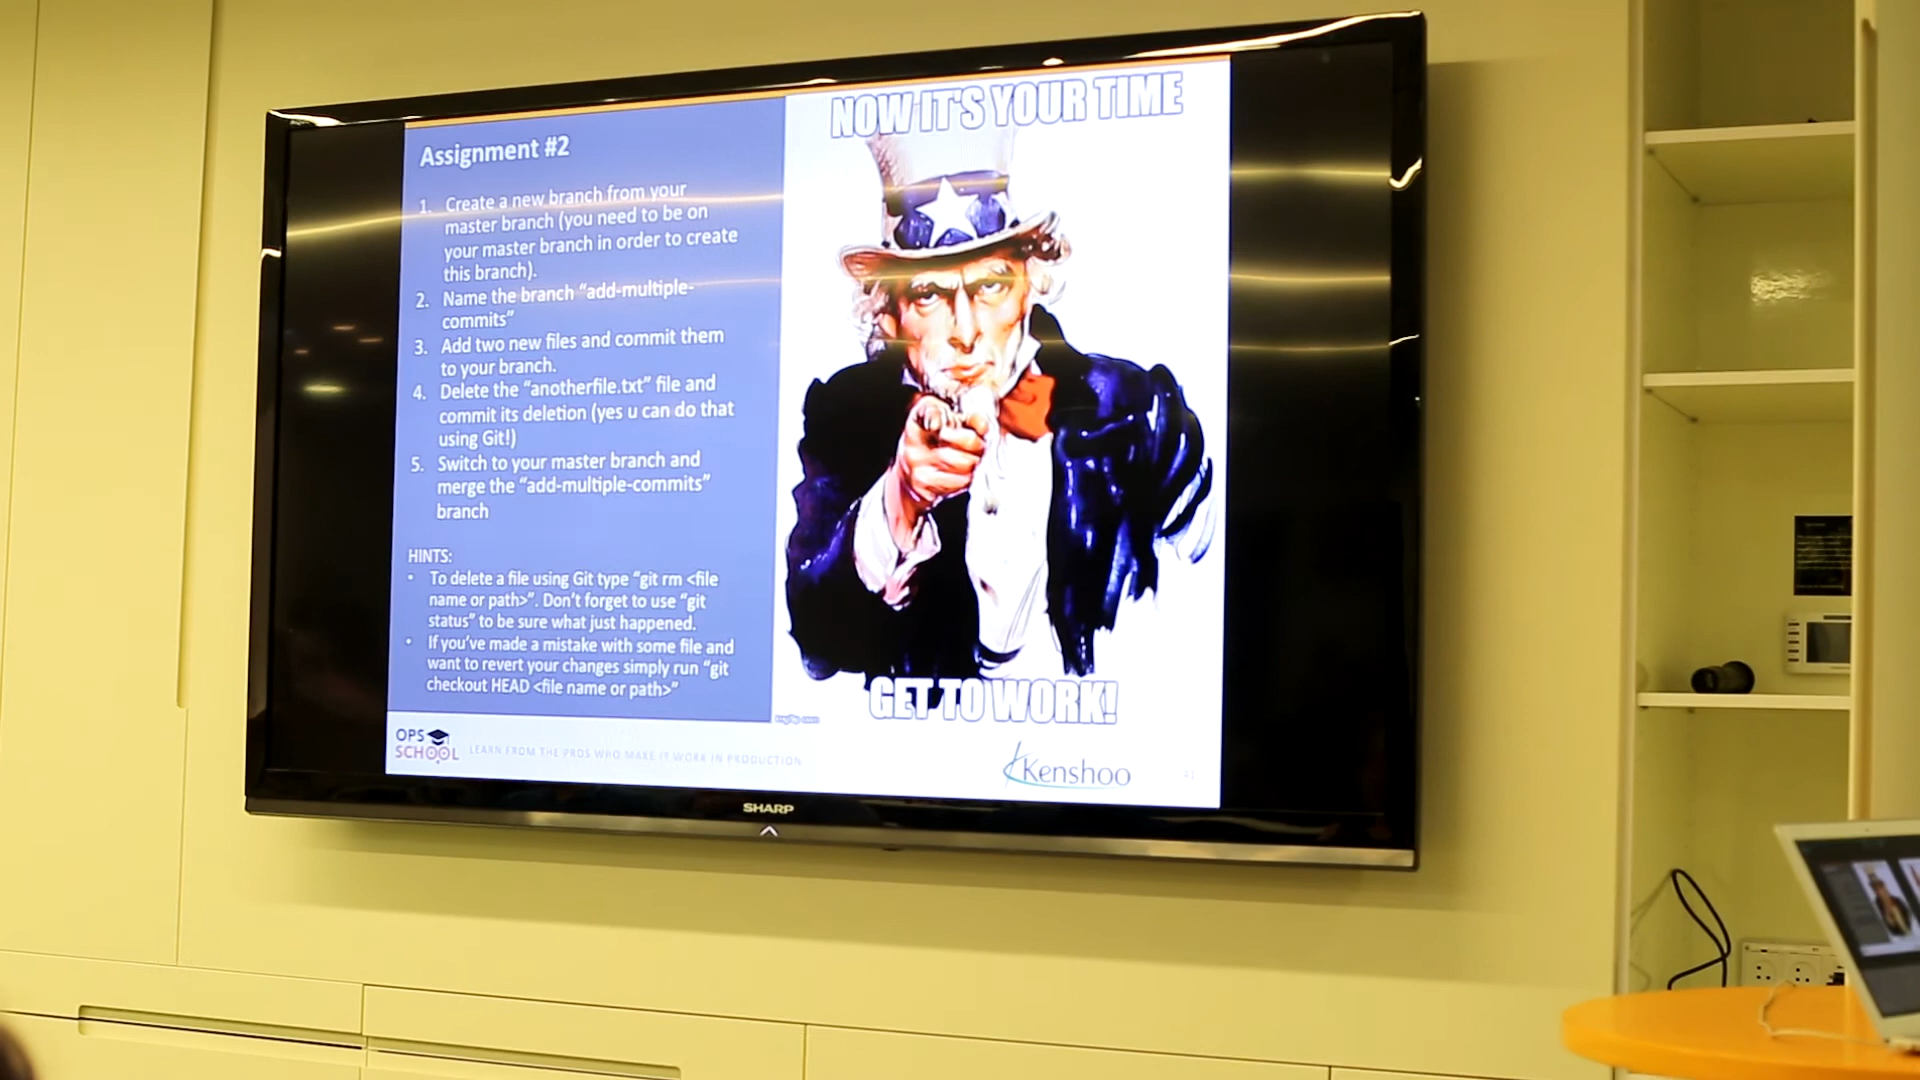 NOW IT'S YOUR TIME
Assignment #2
1. Create a new branch from your
master branch (you need to be on
your master branch in order to create
this branch).
2. Name the branch “add-multiple-
commits”
3. Add two new files and commit them
to your branch.
4. Delete the “anotherfile.txt” file and
commit its deletion (yes u can do that
using Git!)
5. Switch to your master branch and
merge the “add-multiple-commits”
branch
HINTS:
• To delete a file using Git type “git rm <file
name or path>”. Don’t forget to use “git
status” to be sure what just happened.
• If you’ve made a mistake with some file and
want to revert your changes simply run “git
checkout HEAD <file name or path>”
GET TO WORK!
OPS
SCHOOL
LEARN FROM THE PROS WHO MAKE IT WORK IN PRODUCTION
Kenshoo
SHARP